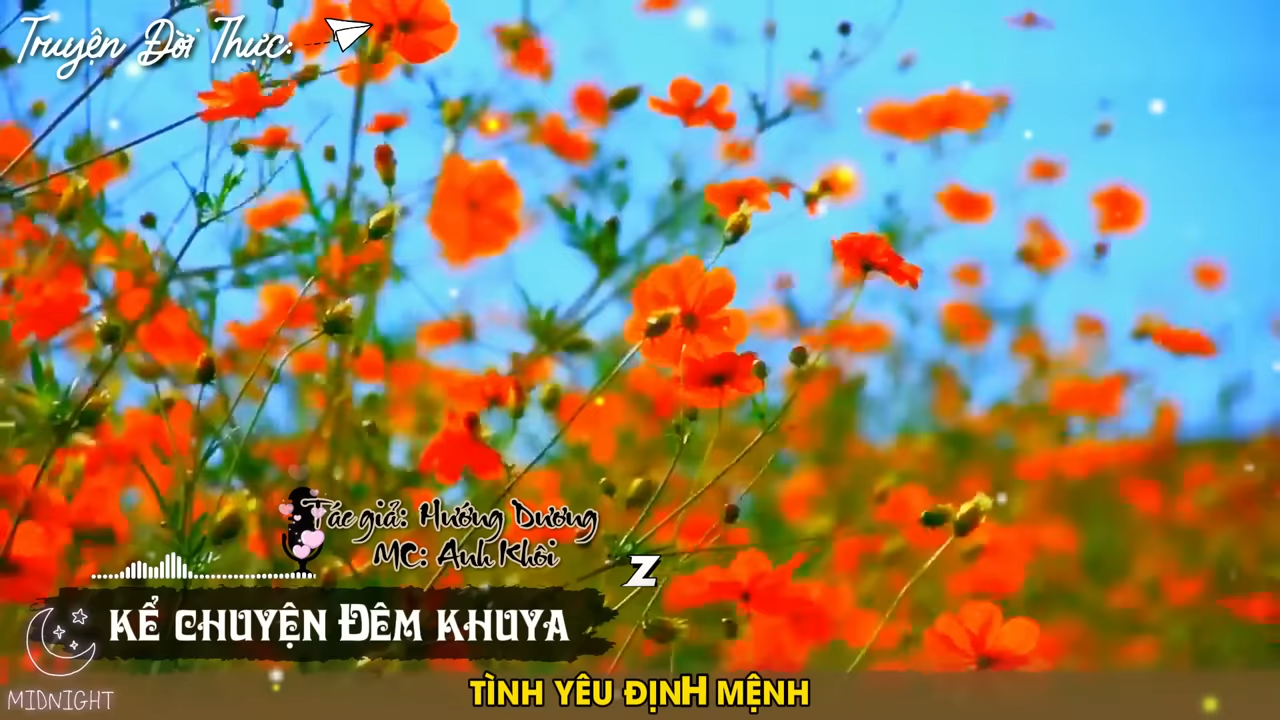 Truyện Đời Thực.
Tác giả: Hướng Dương
MC: Anh Khôi
Z
KỂ CHUYỆN ĐÊM KHUYA
MIDNIGHT
TÌNH YÊU ĐỊNH MỆNH